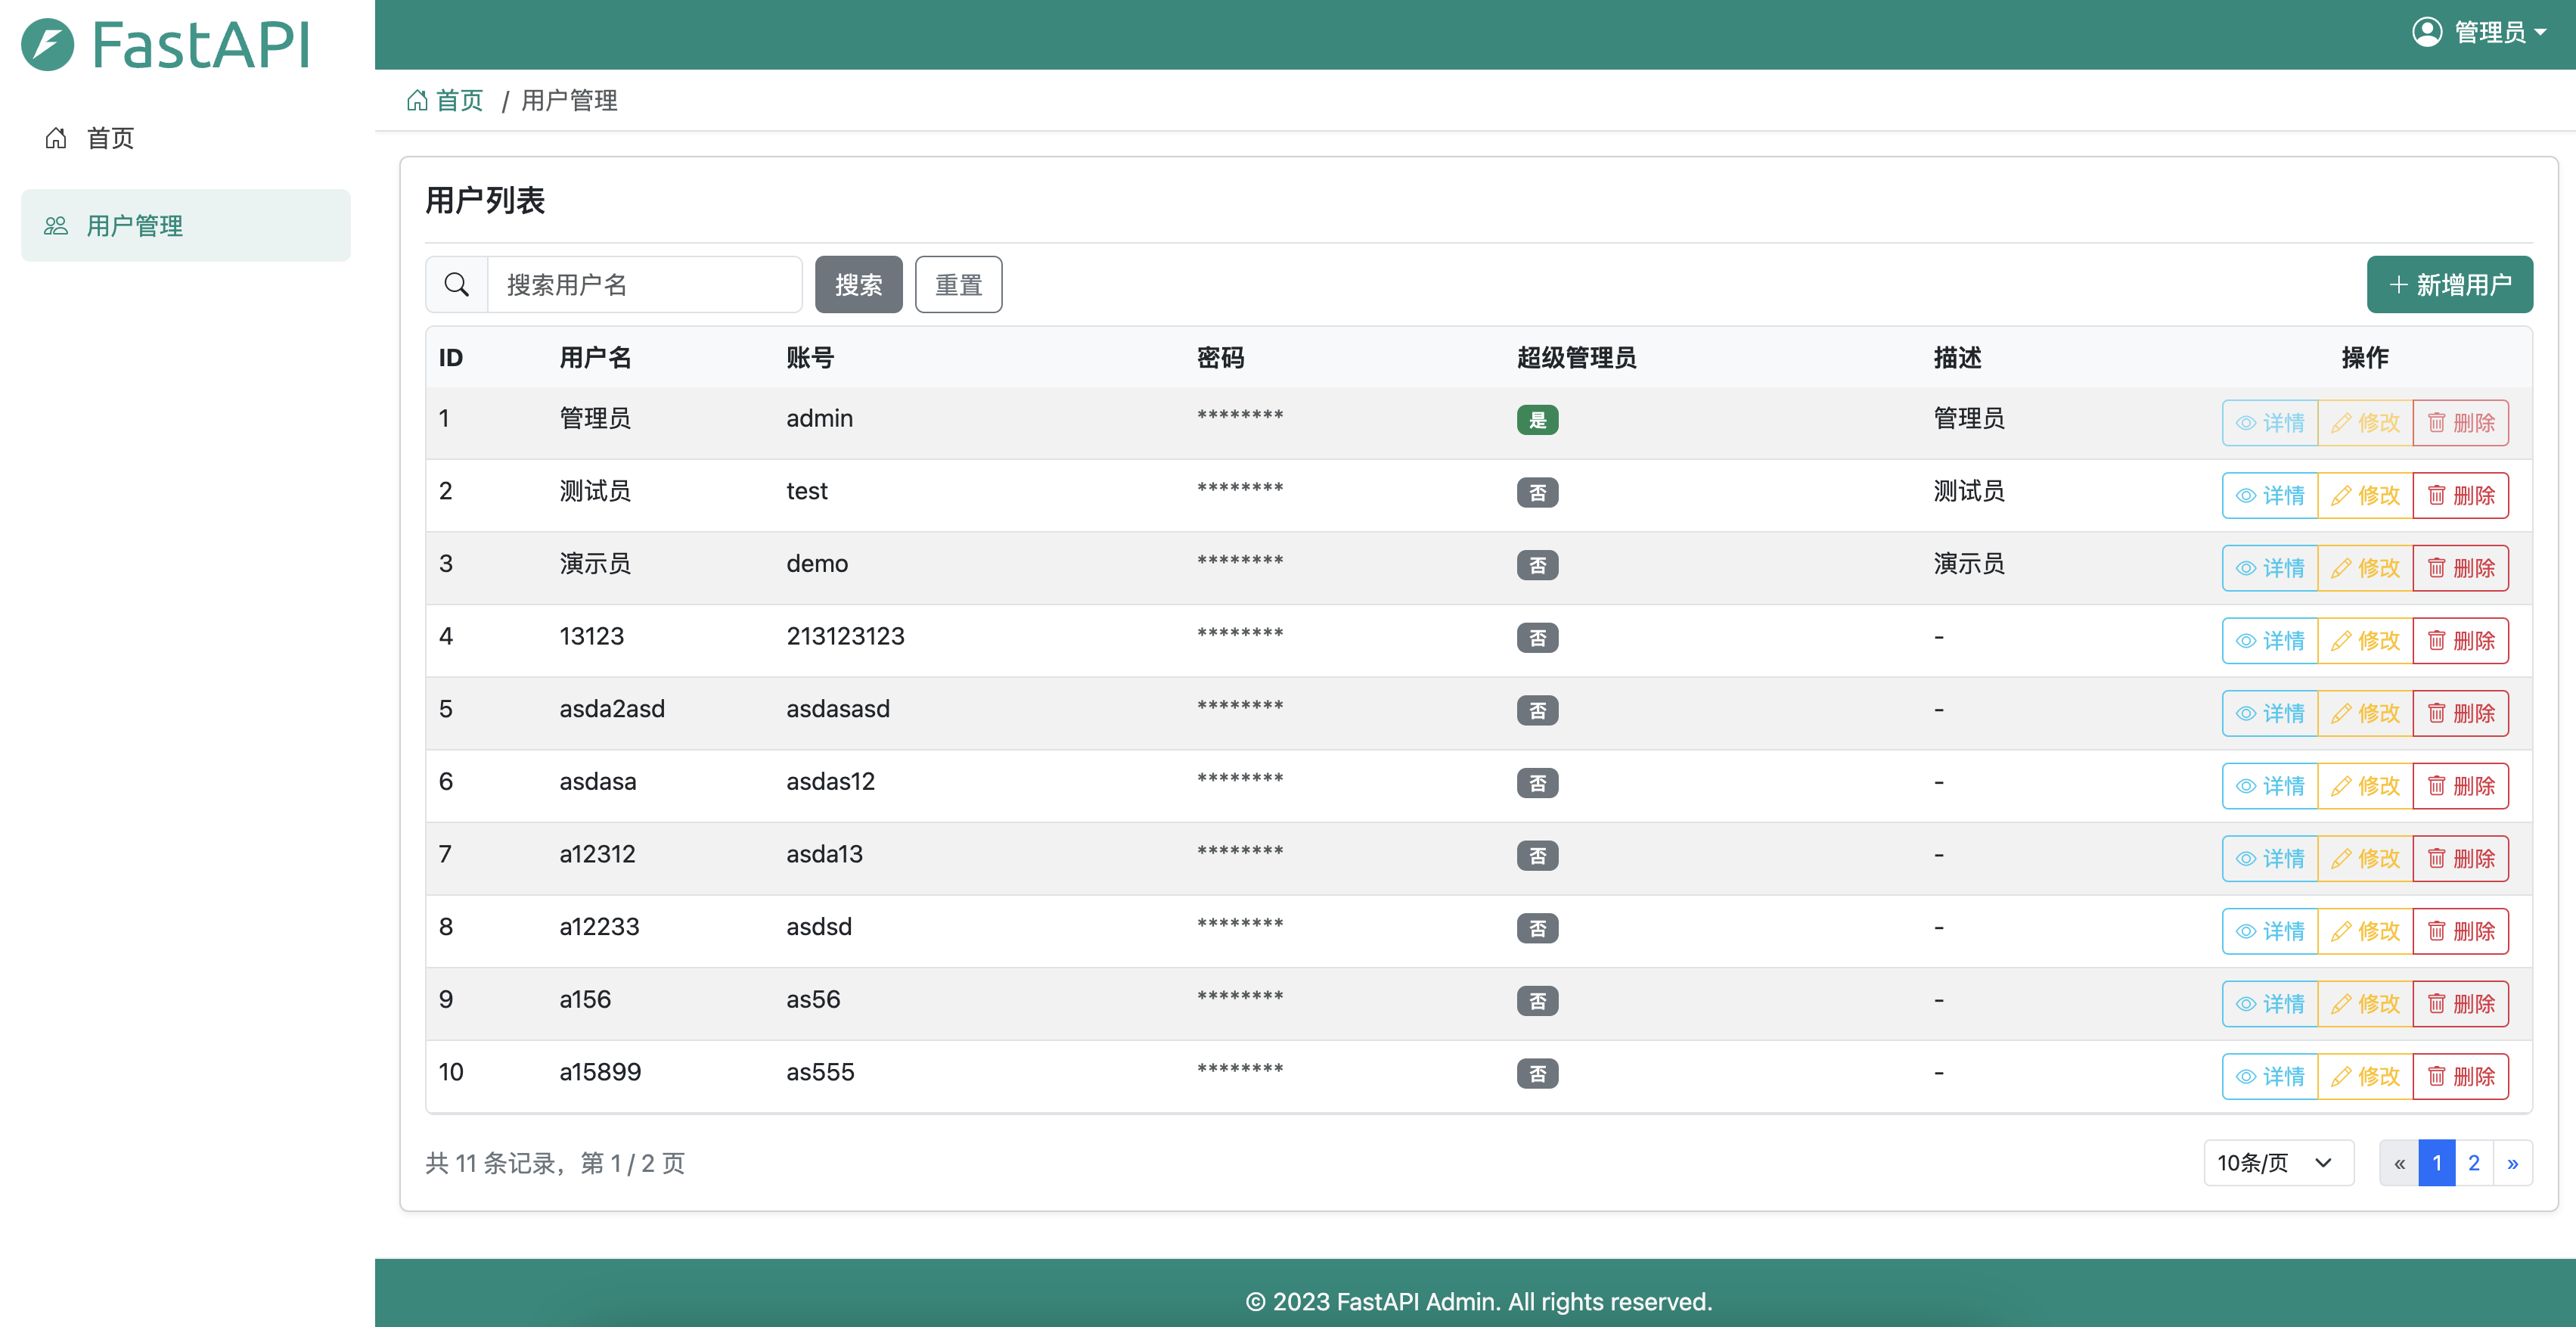 FastAPI
管理员
首页
用户管理
首页 / 用户管理
用户列表
搜索用户名 搜索 重置 新增用户
ID 用户名 账号 密码 超级管理员 描述 操作
1 管理员 admin ******** 是 管理员 详情 修改 删除
2 测试员 test ******** 否 测试员 详情 修改 删除
3 演示员 demo ******** 否 演示员 详情 修改 删除
4 13123 213123123 ******** 否 - 详情 修改 删除
5 asda2asd asdasasd ******** 否 - 详情 修改 删除
6 asdasa asdas12 ******** 否 - 详情 修改 删除
7 a12312 asda13 ******** 否 - 详情 修改 删除
8 a12233 asdsd ******** 否 - 详情 修改 删除
9 a156 as56 ******** 否 - 详情 修改 删除
10 a15899 as555 ******** 否 - 详情 修改 删除
共 11 条记录，第 1 / 2 页 10条/页 « 1 2 »
© 2023 FastAPI Admin. All rights reserved.